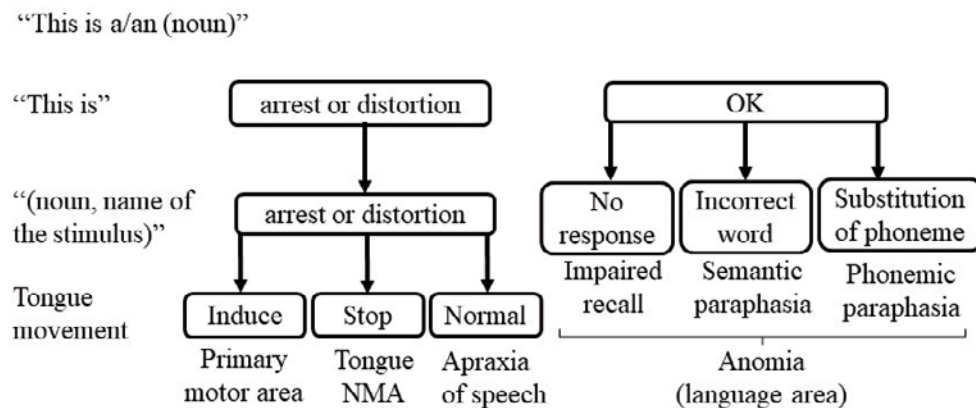 “This is a/an (noun)”
“This is”
arrest or distortion
OK
“(noun, name of
the stimulus)”
arrest or distortion
No
response
Incorrect
word
Substitution
of phoneme
Impaired
recall
Semantic
paraphasia
Phonemic
paraphasia
Tongue
movement
Induce
Stop
Normal
Primary
motor area
Tongue
NMA
Apraxia
of speech
Anomia
(language area)